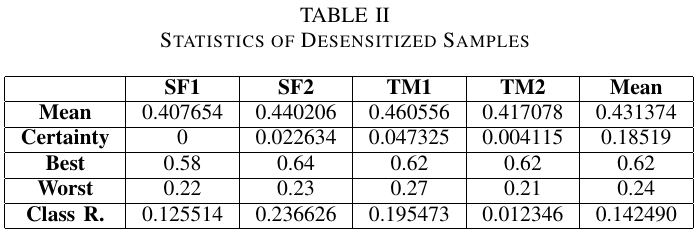 TABLE II
STATISTICS OF DESENSITIZED SAMPLES
SF1 SF2 TM1 TM2 Mean
Mean 0.407654 0.440206 0.460556 0.417078 0.431374
Certainty 0 0.022634 0.047325 0.004115 0.18519
Best 0.58 0.64 0.62 0.62 0.62
Worst 0.22 0.23 0.27 0.21 0.24
Class R. 0.125514 0.236626 0.195473 0.012346 0.142490